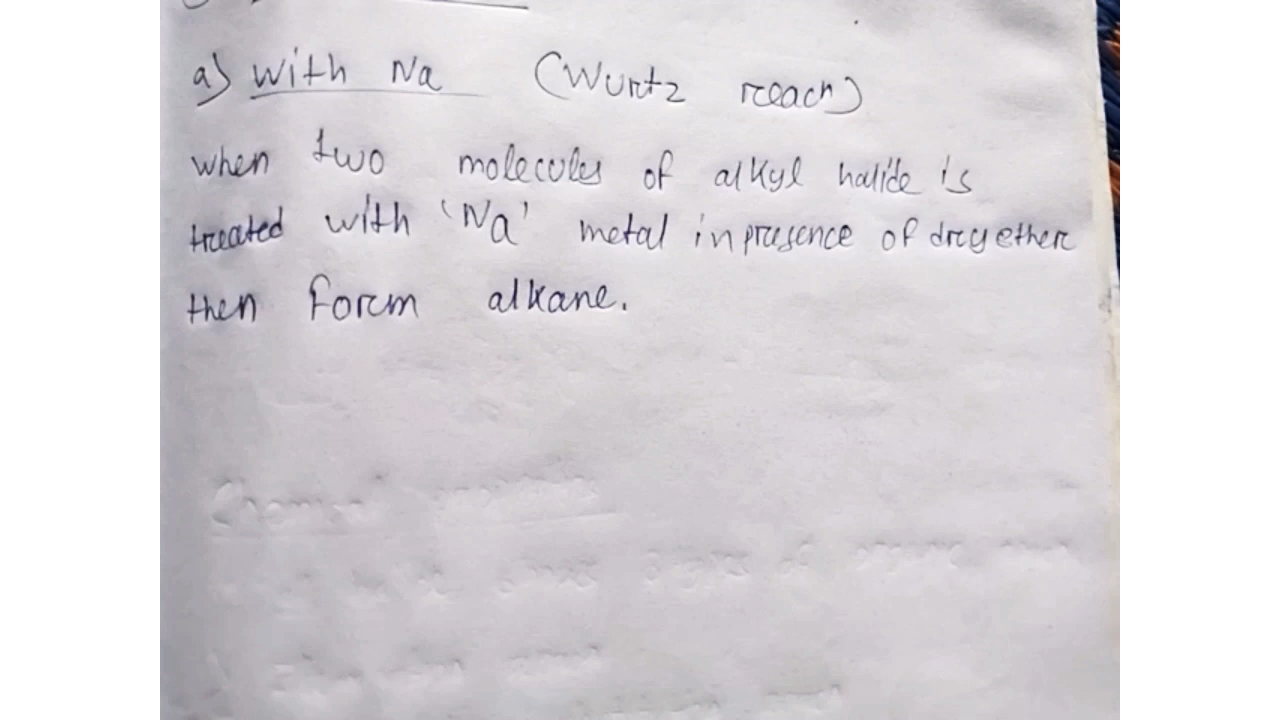 a) With Na (Wurtz reacn)
when two molecules of alkyl halide is
treated with 'Na' metal in presence of dry ether
then form alkane.